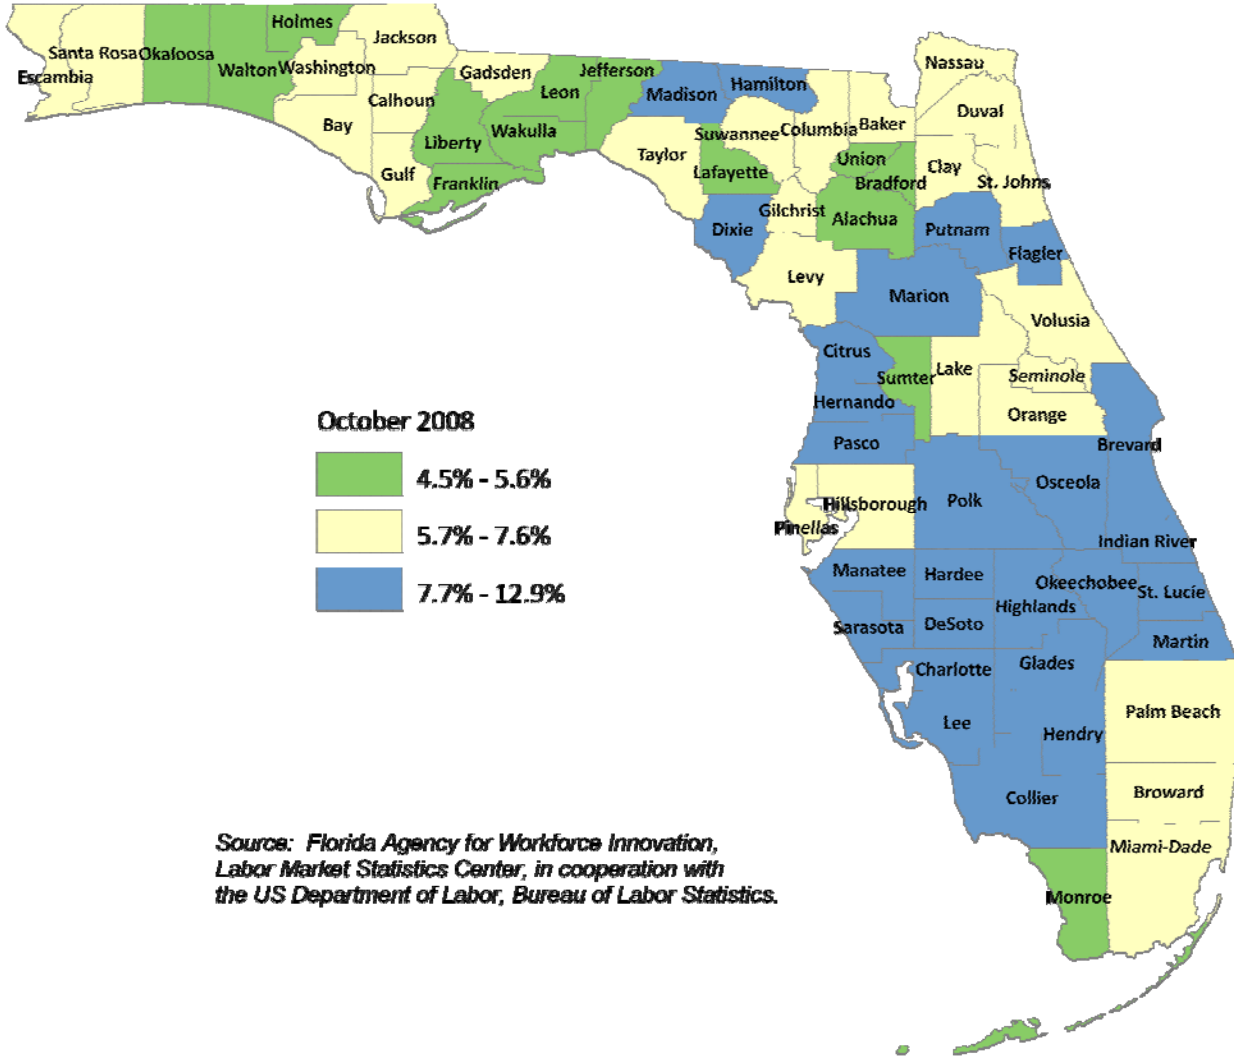 Holmes
Jackson
Santa Rosa
Okaloosa
Escambia
Walton
Washington
Gadsden
Jefferson
Leon
Madison
Hamilton
Nassau
Calhoun
Bay
Liberty
Wakulla
Taylor
Suwannee
Columbia
Baker
Duval
Gulf
Franklin
Lafayette
Union
Bradford
Clay
St. Johns
Dixie
Gilchrist
Alachua
Putnam
Flagler
Levy
Marion
Volusia
Citrus
Sumter
Lake
Seminole
Hernando
Orange
Pasco
Brevard
October 2008
4.5% - 5.6%
5.7% - 7.6%
7.7% - 12.9%
Hillsborough
Pinellas
Polk
Osceola
Indian River
Manatee
Hardee
Okeechobee
St. Lucie
Highlands
Sarasota
DeSoto
Martin
Charlotte
Glades
Lee
Hendry
Palm Beach
Collier
Broward
Miami-Dade
Monroe
Source: Florida Agency for Workforce Innovation,
Labor Market Statistics Center, in cooperation with
the US Department of Labor, Bureau of Labor Statistics.